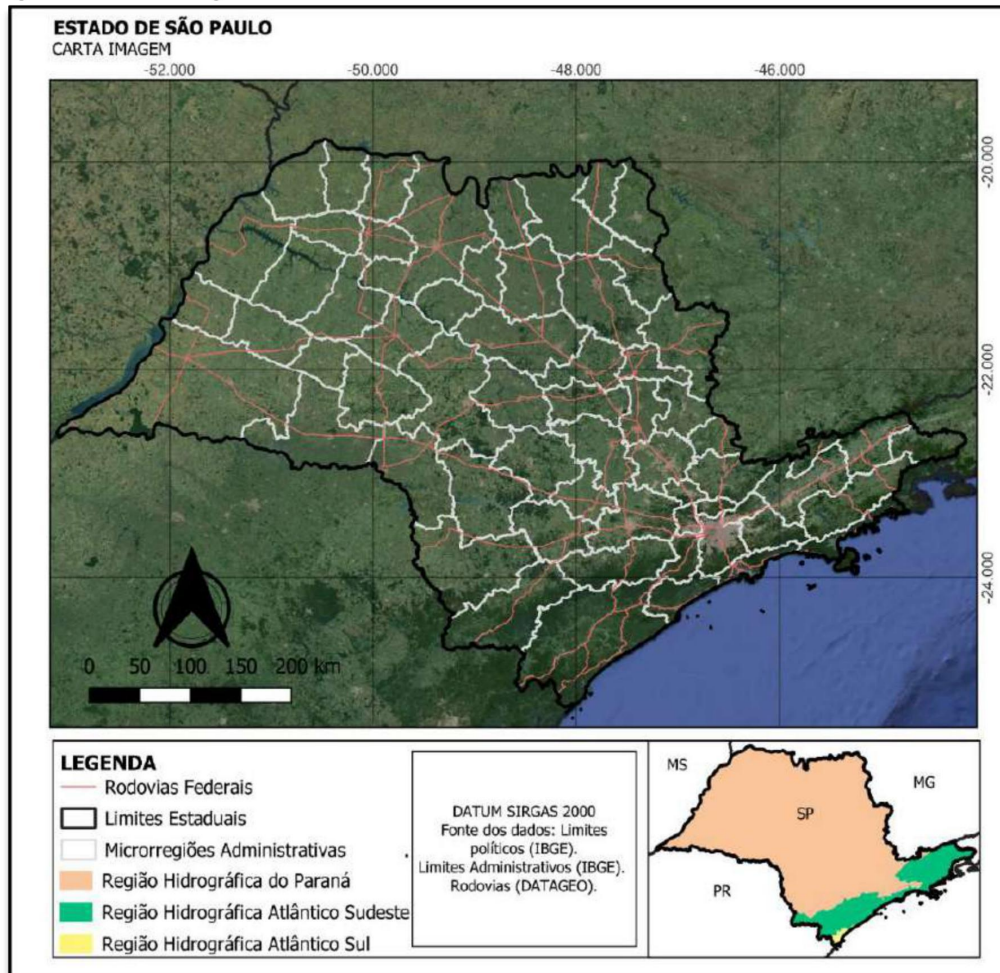 ESTADO DE SÃO PAULO
CARTA IMAGEM
-52.000 -50.000 -48.000 -46.000
-20.000
-22.000
-24.000
0 50 100 150 200 km
LEGENDA
Rodovias Federais
Limites Estaduais
Microrregiões Administrativas
Região Hidrográfica do Paraná
Região Hidrográfica Atlântico Sudeste
Região Hidrográfica Atlântico Sul
DATUM SIRGAS 2000
Fonte dos dados: Limites
políticos (IBGE).
Limites Administrativos (IBGE).
Rodovias (DATAGEO).
MS
MG
SP
PR